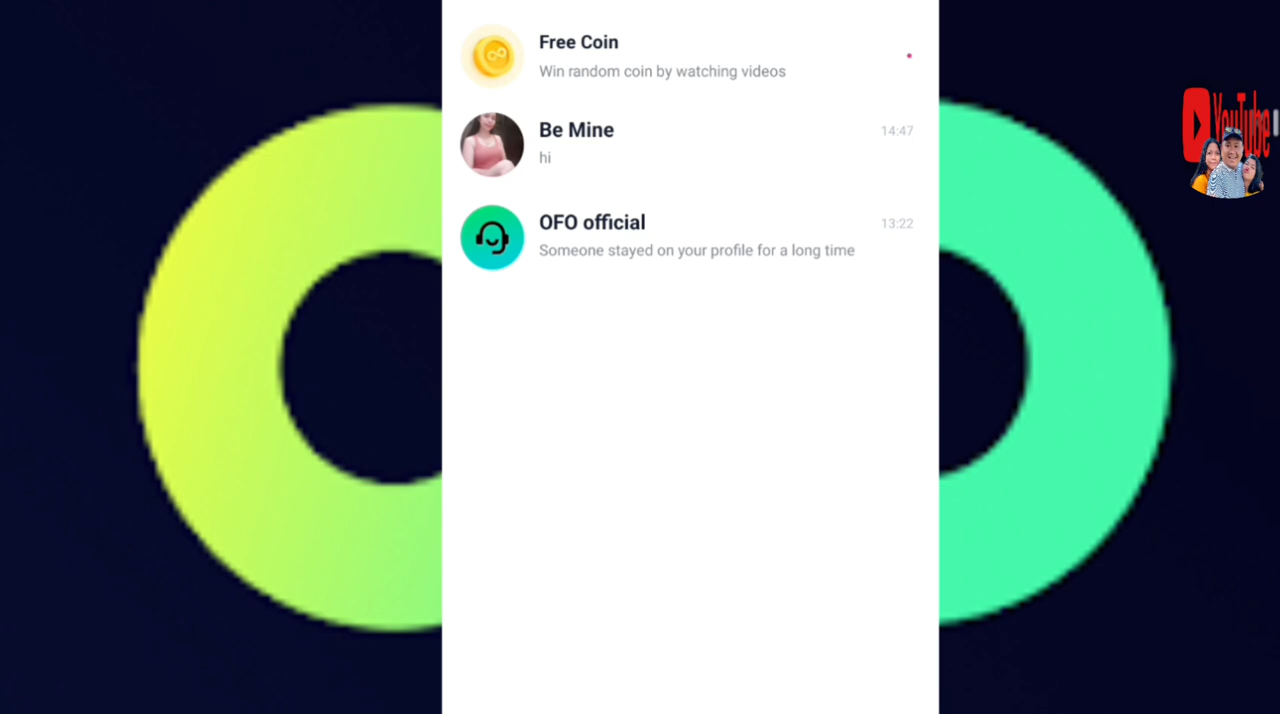 Free Coin
Win random coin by watching videos
Be Mine
14:47
hi
OFO official
13:22
Someone stayed on your profile for a long time
YouTube